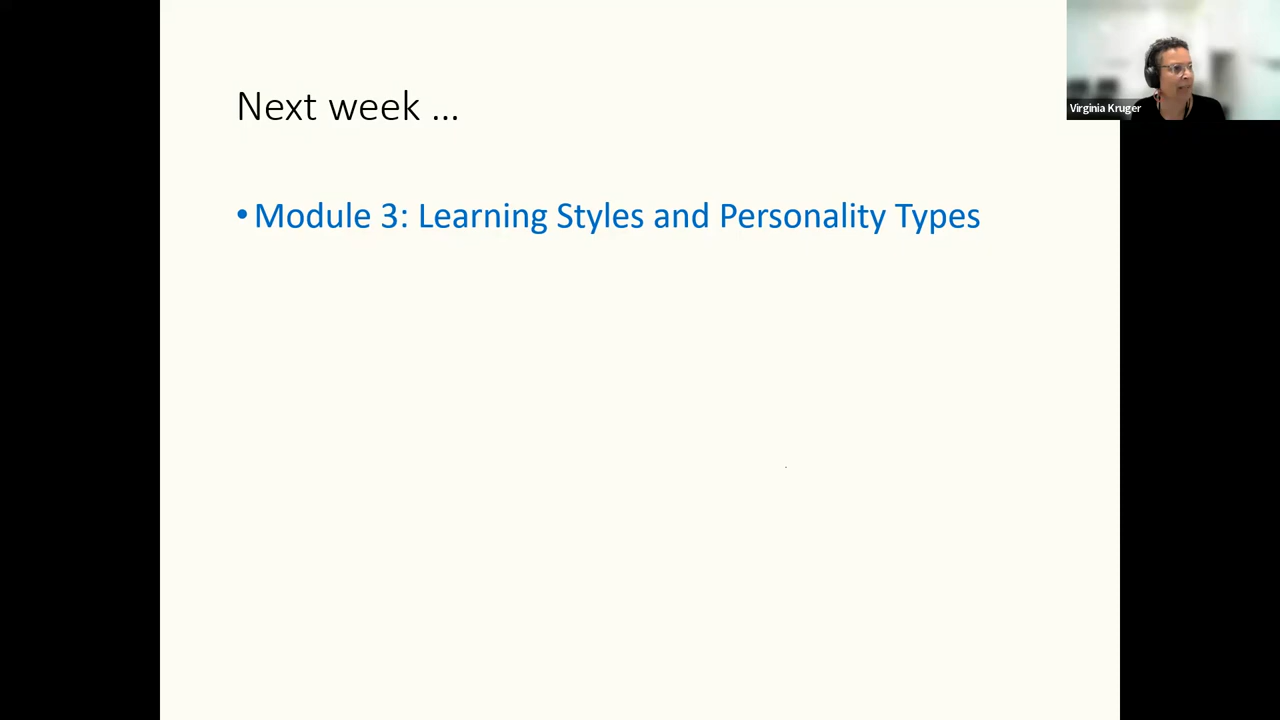 Next week …
• Module 3: Learning Styles and Personality Types
Virginia Kruger